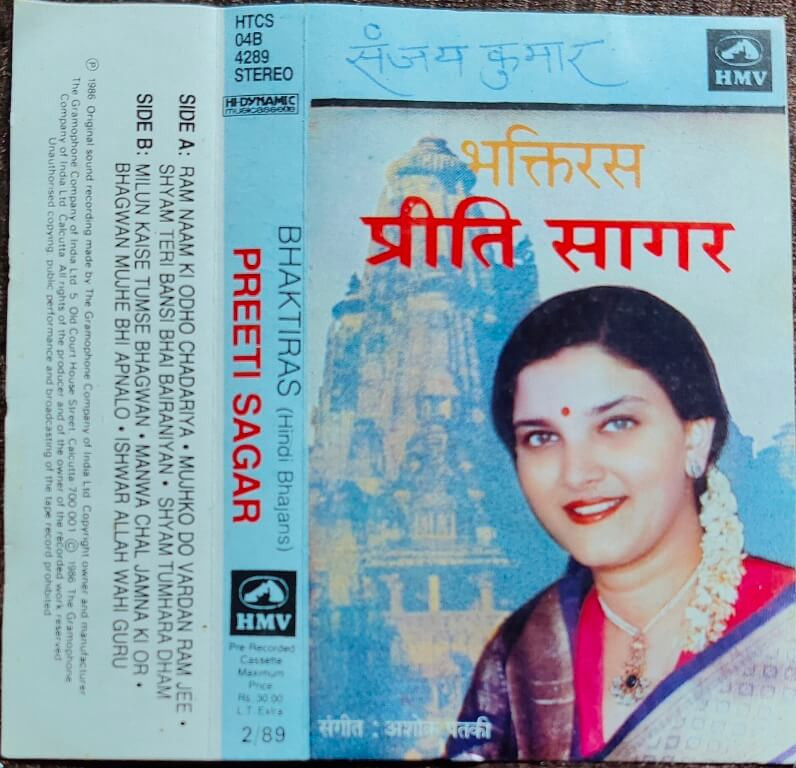 HTCS
04B
4289
STEREO
HI-DYNAMIC
musicassette
BHAKTIRAS (Hindi Bhajans)
PREETI SAGAR
HMV
Pre Recorded
Cassette
Maximum
Price
Rs. 30.00
L.T. Extra
2/89
संजय कुमार
HMV
भक्तिरस
प्रीति सागर
संगीत : अशोक पतकी
SIDE A: RAM NAAM KI ODHO CHADARIYA • MUJHKO DO VARDAN RAM JEE •
SHYAM TERI BANSI BHAI BAIRANIYAN • SHYAM TUMHARA DHAM
SIDE B: MILUN KAISE TUMSE BHAGWAN • MANWA CHAL JAMNA KI OR •
BHAGWAN MUJHE BHI APNALO • ISHWAR ALLAH WAHI GURU
℗ 1986 Original sound recording made by The Gramophone Company of India Ltd. Copyright owner and manufacturer
The Gramophone Company of India Ltd. 5, Old Court House Street, Calcutta-700 001 © 1986 The Gramophone
Company of India Ltd. Calcutta. All rights of the producer and of the owner of the recorded work reserved.
Unauthorised copying, public performance and broadcasting of the tape record prohibited.